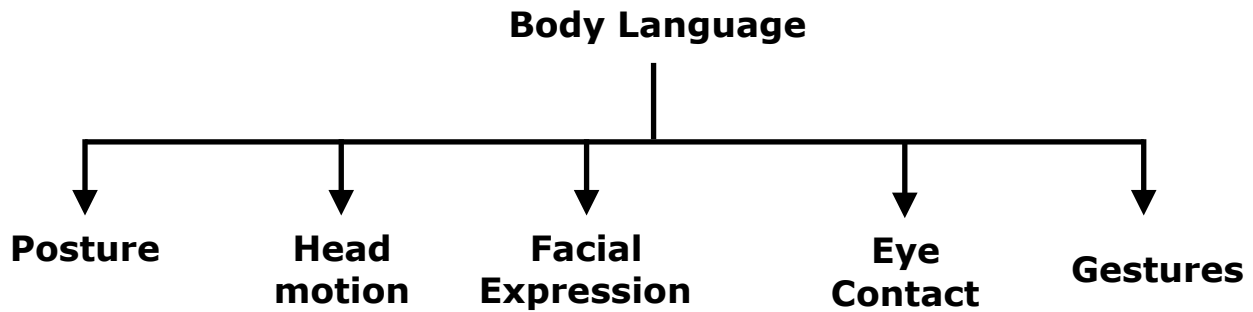 Body Language
Posture
Head
motion
Facial
Expression
Eye
Contact
Gestures